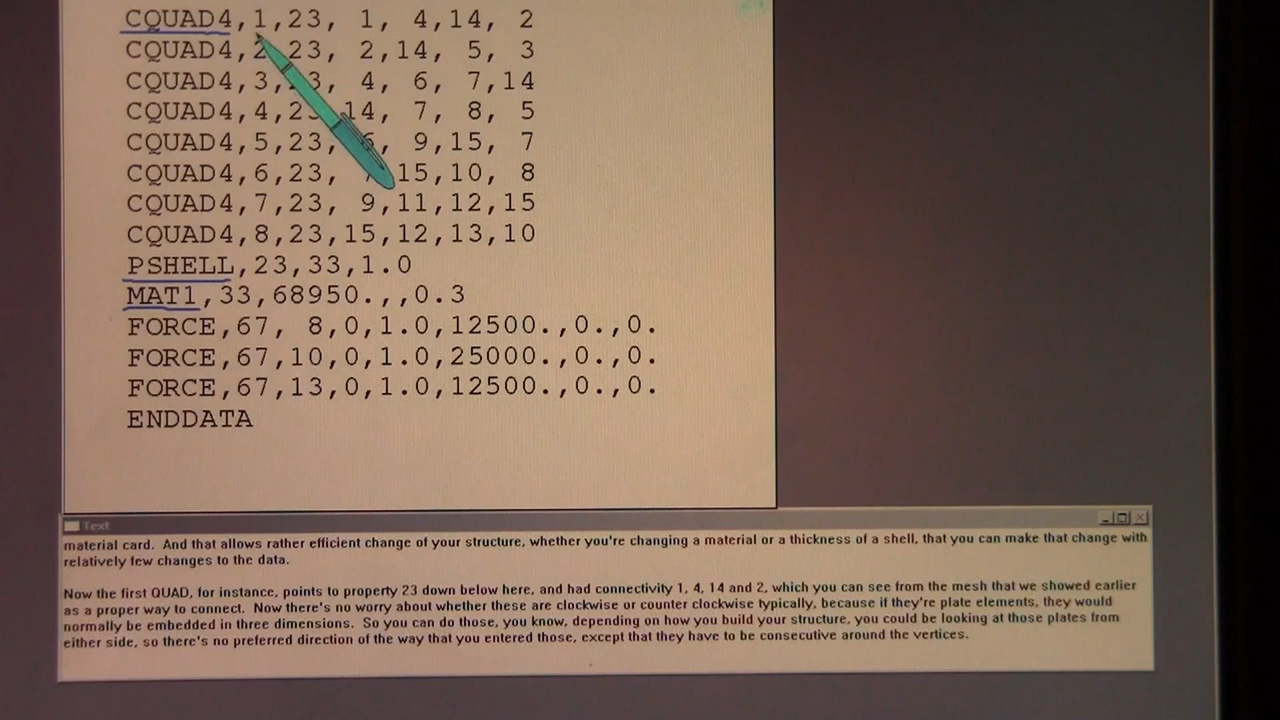 CQUAD4,1,23, 1, 4,14, 2
CQUAD4,2,23, 2,14, 5, 3
CQUAD4,3, 3, 4, 6, 7,14
CQUAD4,4,2 14, 7, 8, 5
CQUAD4,5,23, 6, 9,15, 7
CQUAD4,6,23, 15,10, 8
CQUAD4,7,23, 9,11,12,15
CQUAD4,8,23,15,12,13,10
PSHELL,23,33,1.0
MAT1,33,68950.,,0.3
FORCE,67, 8,0,1.0,12500.,0.,0.
FORCE,67,10,0,1.0,25000.,0.,0.
FORCE,67,13,0,1.0,12500.,0.,0.
ENDDATA
Text
material card. And that allows rather efficient change of your structure, whether you're changing a material or a thickness of a shell, that you can make that change with
relatively few changes to the data.
Now the first QUAD, for instance, points to property 23 down below here, and had connectivity 1, 4, 14 and 2, which you can see from the mesh that we showed earlier
as a proper way to connect. Now there's no worry about whether these are clockwise or counter clockwise typically, because if they're plate elements, they would
normally be embedded in three dimensions. So you can do those, you know, depending on how you build your structure, you could be looking at those plates from
either side, so there's no preferred direction of the way that you entered those, except that they have to be consecutive around the vertices.